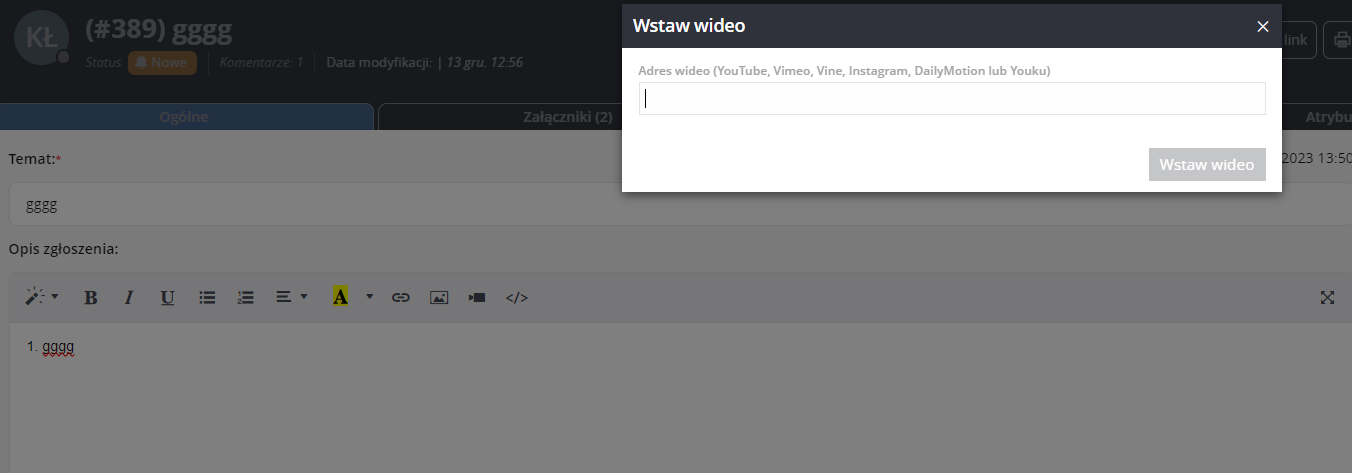 KŁ
(#389) gggg
Status Nowe Komentarze: 1 Data modyfikacji: | 13 gru. 12:56
Wstaw wideo
link
Adres wideo (YouTube, Vimeo, Vine, Instagram, DailyMotion lub Youku)
Wstaw wideo
Ogólne
Załączniki (2)
Atrybu
Temat:*
2023 13:50
gggg
Opis zgłoszenia:
B I U A </>
1. gggg